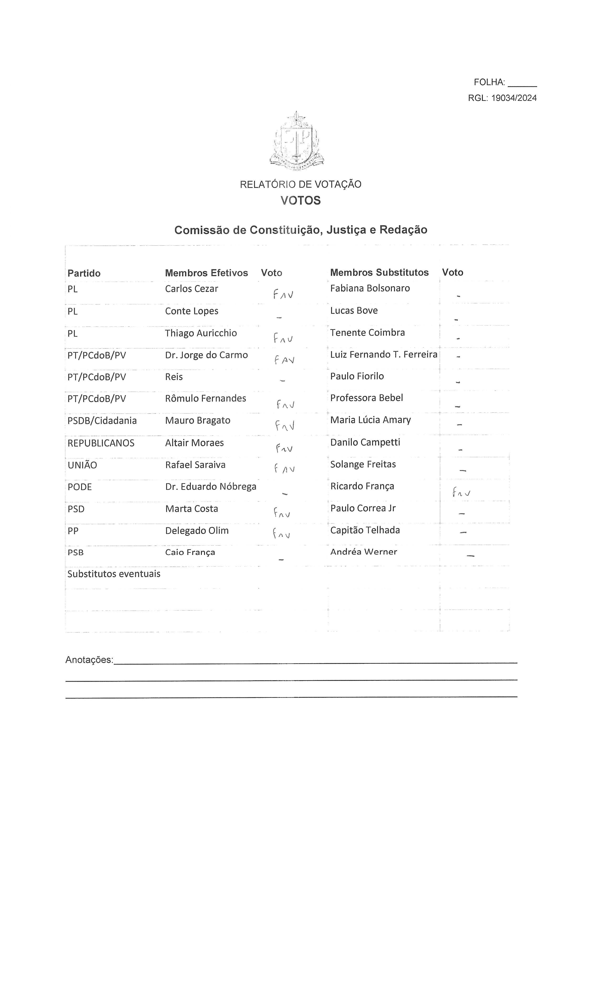 FOLHA: ______
RGL: 19034/2024
SP
RELATÓRIO DE VOTAÇÃO
VOTOS
Comissão de Constituição, Justiça e Redação
Partido Membros Efetivos Voto Membros Substitutos Voto
PL Carlos Cezar FAV Fabiana Bolsonaro -
PL Conte Lopes - Lucas Bove -
PL Thiago Auricchio FAV Tenente Coimbra -
PT/PCdoB/PV Dr. Jorge do Carmo FAV Luiz Fernando T. Ferreira -
PT/PCdoB/PV Reis - Paulo Fiorilo -
PT/PCdoB/PV Rômulo Fernandes FAV Professora Bebel -
PSDB/Cidadania Mauro Bragato FAV Maria Lúcia Amary -
REPUBLICANOS Altair Moraes FAV Danilo Campetti -
UNIÃO Rafael Saraiva FAV Solange Freitas -
PODE Dr. Eduardo Nóbrega - Ricardo França FAV
PSD Marta Costa FAV Paulo Correa Jr -
PP Delegado Olim FAV Capitão Telhada -
PSB Caio França - Andréa Werner -
Substitutos eventuais
Anotações: